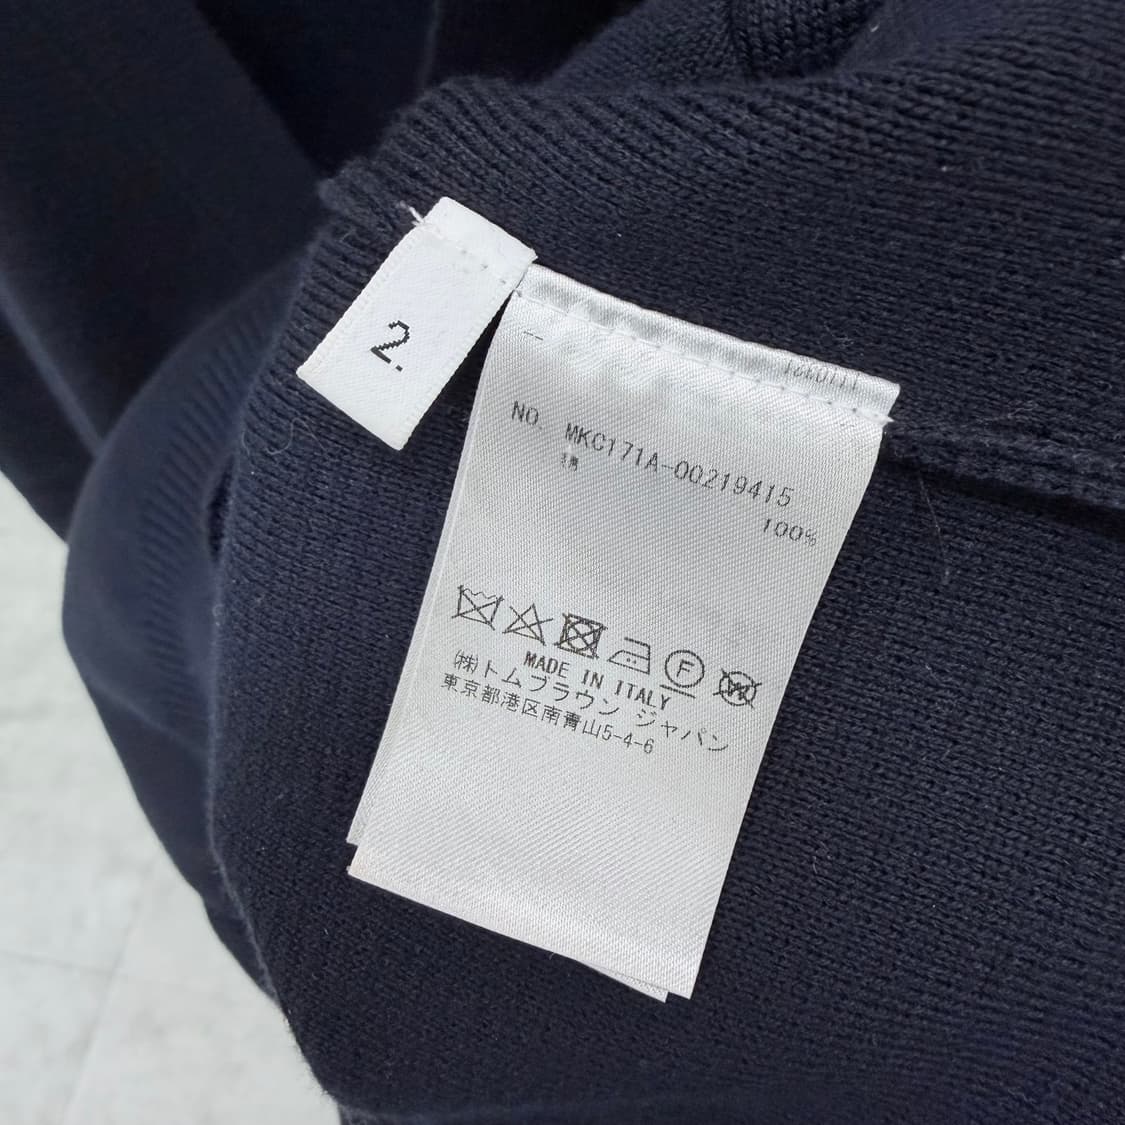 2.
NO. MKC171A-00219415
100%
MADE IN ITALY
(株)トムブラウン ジャパン
東京都港区南青山5-4-6